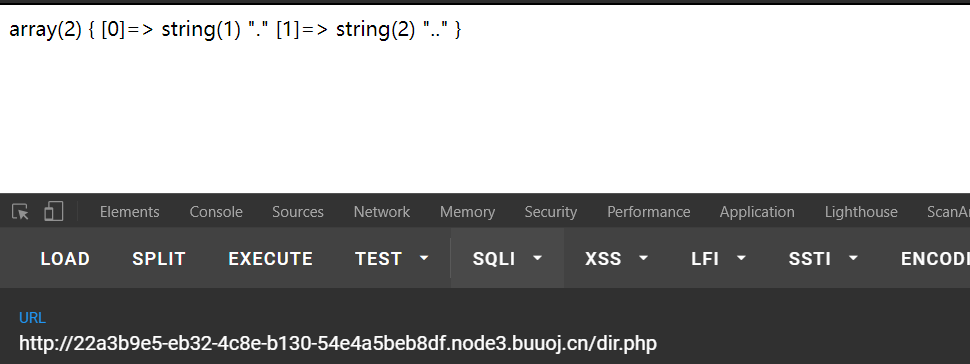 array(2) { [0]=> string(1) "." [1]=> string(2) ".." }
Elements Console Sources Network Memory Security Performance Application Lighthouse ScanA
LOAD SPLIT EXECUTE TEST SQLI XSS LFI SSTI ENCODI
URL
http://22a3b9e5-eb32-4c8e-b130-54e4a5beb8df.node3.buuoj.cn/dir.php